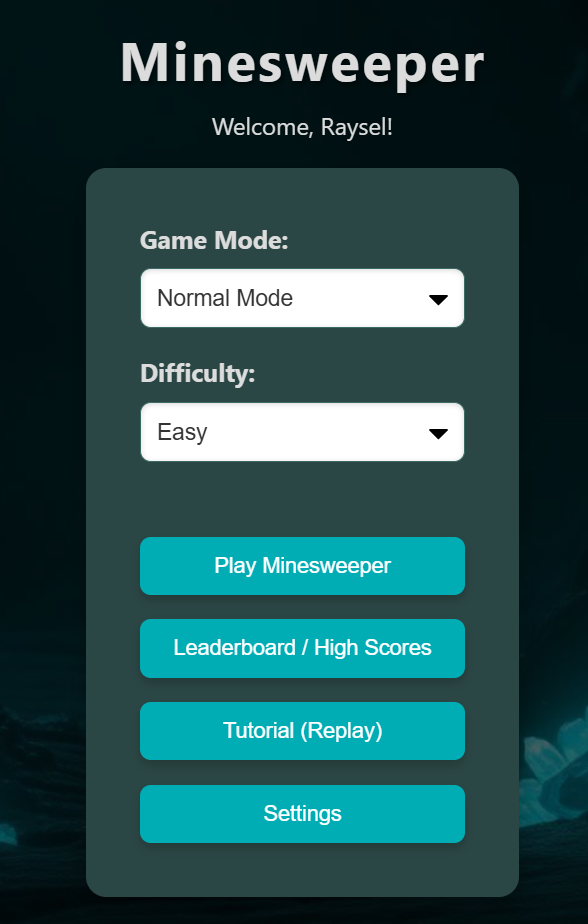 Minesweeper
Welcome, Raysel!
Game Mode:
Normal Mode
Difficulty:
Easy
Play Minesweeper
Leaderboard / High Scores
Tutorial (Replay)
Settings